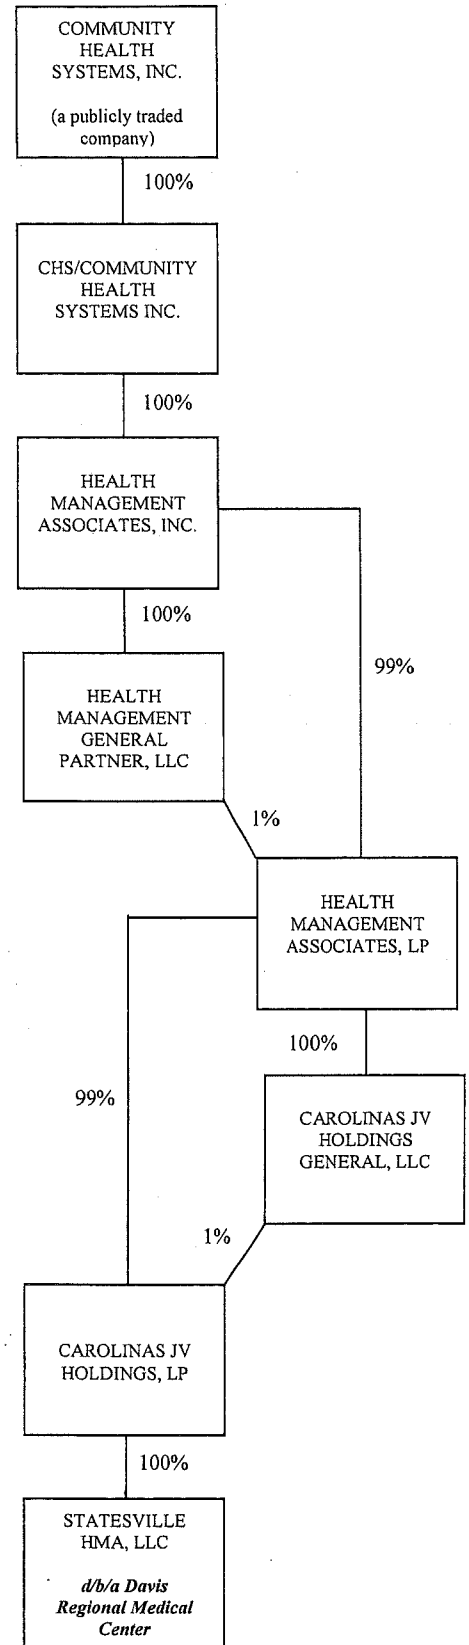 COMMUNITY
HEALTH
SYSTEMS, INC.
(a publicly traded
company)
100%
CHS/COMMUNITY
HEALTH
SYSTEMS INC.
100%
HEALTH
MANAGEMENT
ASSOCIATES, INC.
100%
99%
HEALTH
MANAGEMENT
GENERAL
PARTNER, LLC
1%
HEALTH
MANAGEMENT
ASSOCIATES, LP
100%
99%
CAROLINAS JV
HOLDINGS
GENERAL, LLC
1%
CAROLINAS JV
HOLDINGS, LP
100%
STATESVILLE
HMA, LLC
d/b/a Davis
Regional Medical
Center